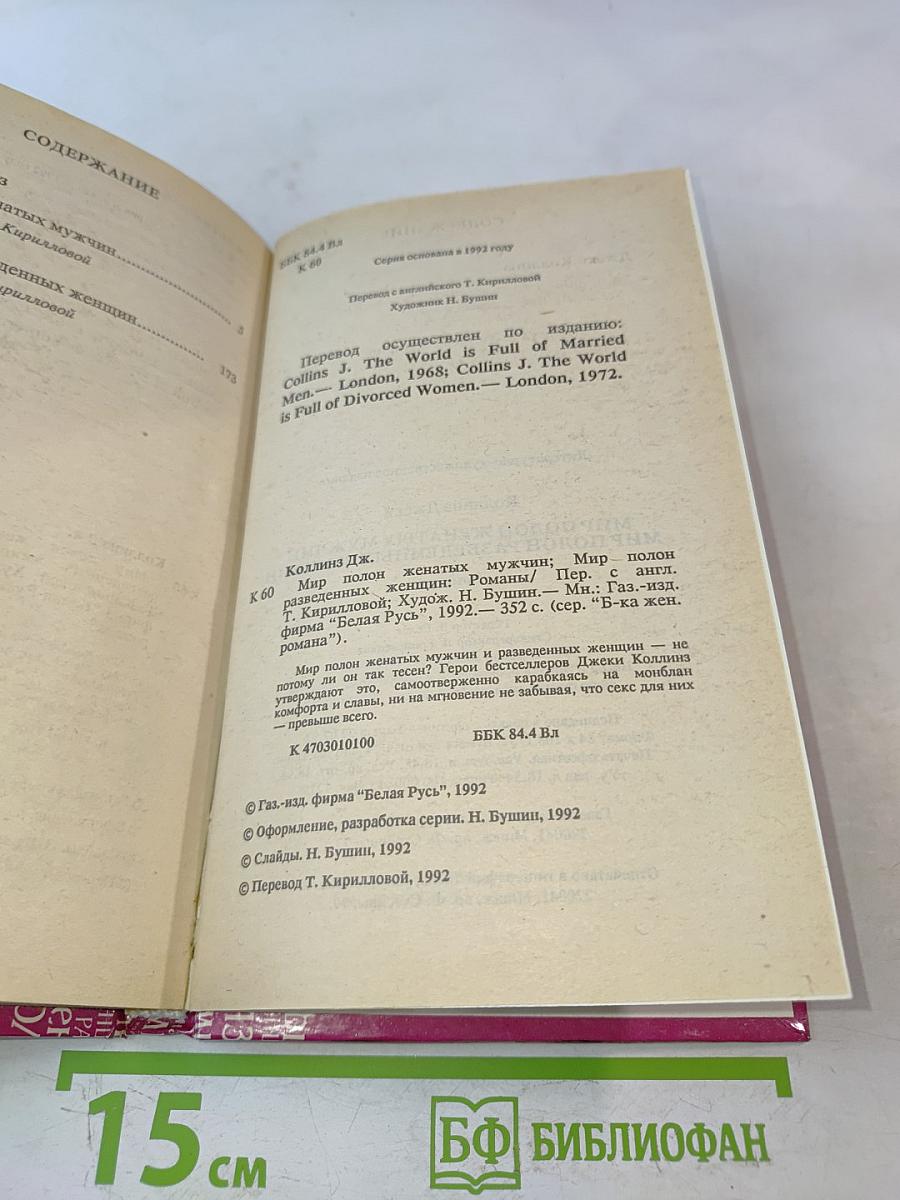 СОДЕРЖАНИЕ
з
натых мужчин.......... 5
Кирилловой
денных женщин.......... 173
ирилловой
ББК 84.4 Вл
К 60
Серия основана в 1992 году
Перевод с английского Т. Кирилловой
Художник Н. Бушин
Перевод осуществлен по изданию:
Collins J. The World is Full of Married
Men.— London, 1968; Collins J. The World
is Full of Divorced Women.— London, 1972.
Коллинз Дж.
К 60 Мир полон женатых мужчин; Мир полон
разведенных женщин: Романы/ Пер. с англ.
Т. Кирилловой; Худож. Н. Бушин.— Мн.: Газ.-изд.
фирма "Белая Русь", 1992.— 352 с. (сер. "Б-ка жен.
романа").
Мир полон женатых мужчин и разведенных женщин — не
потому ли он так тесен? Герои бестселлеров Джеки Коллинз
утверждают это, самоотверженно карабкаясь на монблан
комфорта и славы, ни на мгновение не забывая, что секс для них
— превыше всего.
К 4703010100 ББК 84.4 Вл
© Газ.-изд. фирма "Белая Русь", 1992
© Оформление, разработка серии. Н. Бушин, 1992
© Слайды. Н. Бушин, 1992
© Перевод Т. Кирилловой, 1992
15 см
БФ БИБЛИОФАН